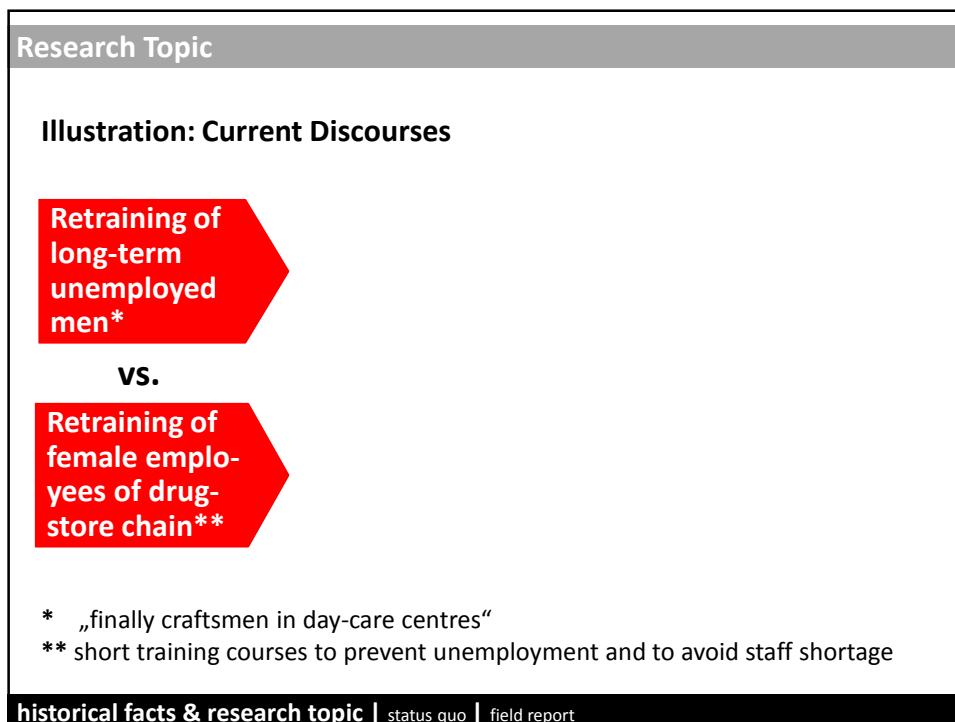 Research Topic
Illustration: Current Discourses
Retraining of
long-term
unemployed
men*
vs.
Retraining of
female emplo-
yees of drug-
store chain**
* „finally craftsmen in day-care centres“
** short training courses to prevent unemployment and to avoid staff shortage
historical facts & research topic | status quo | field report